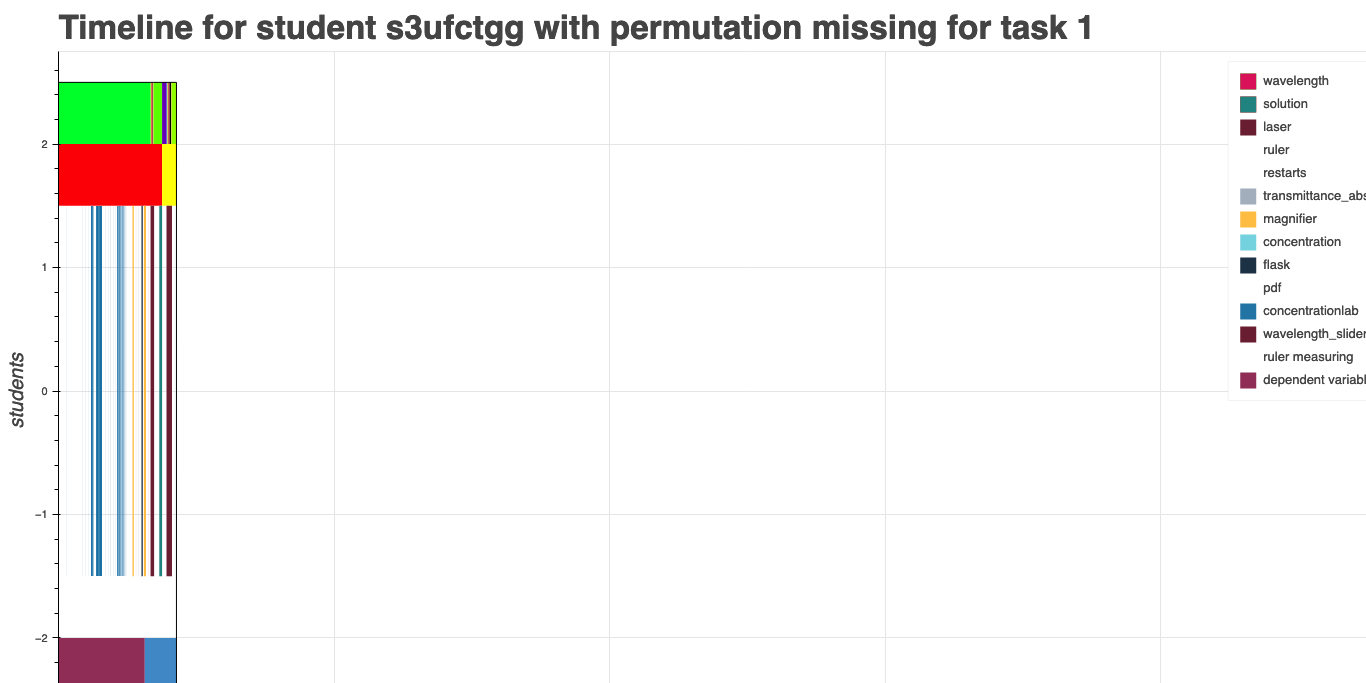 Timeline for student s3ufctgg with permutation missing for task 1
wavelength
solution
laser
ruler
restarts
transmittance_abs
magnifier
concentration
flask
pdf
concentrationlab
wavelength_slider
ruler measuring
dependent variabl
2
1
0
−1
−2
students